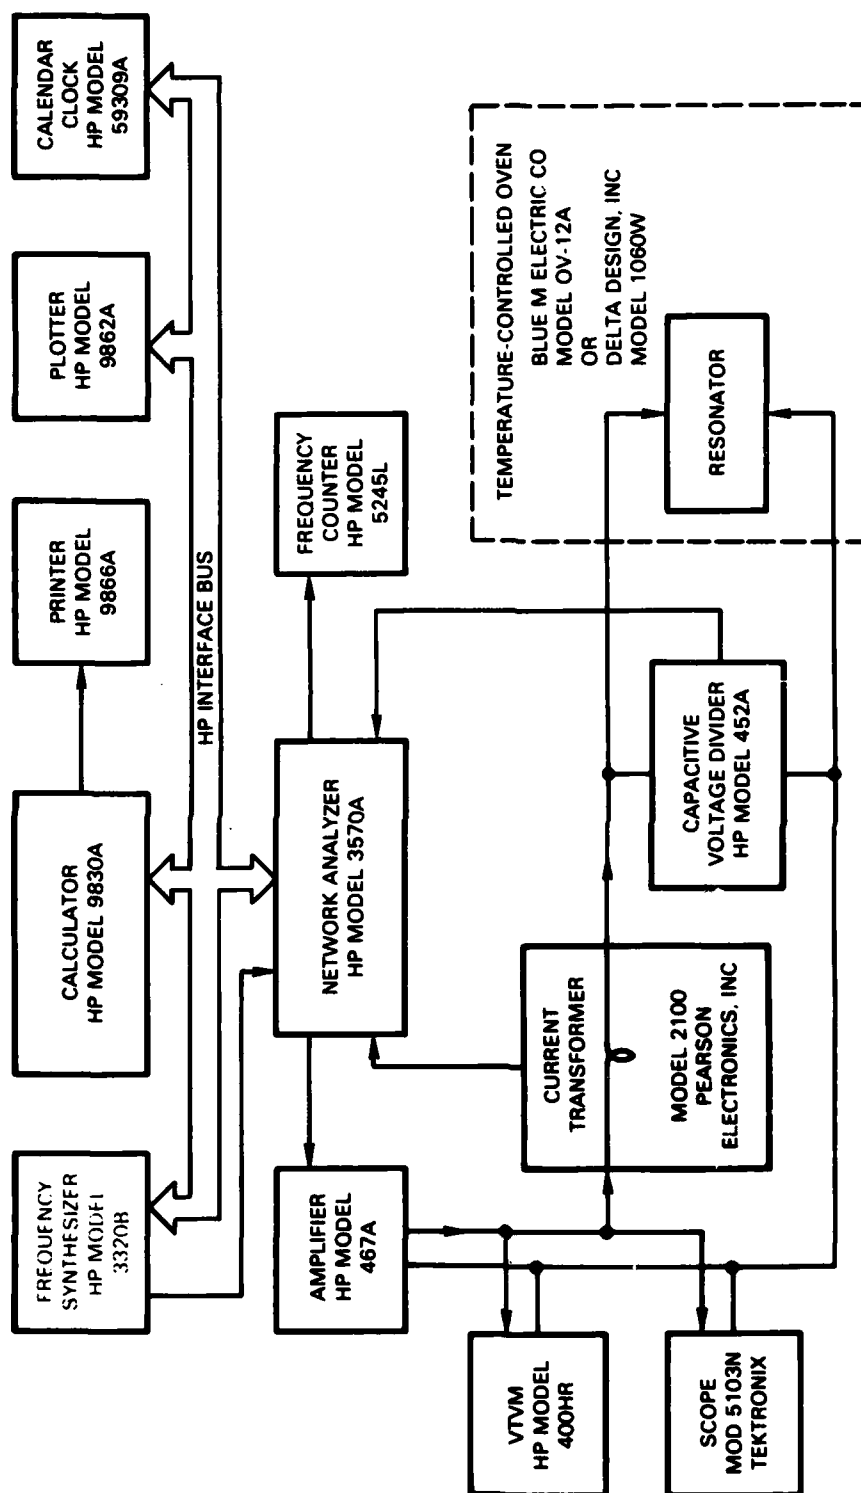 FREQUENCY
SYNTHESIZER
HP MODEL
3320B
CALCULATOR
HP MODEL 9830A
PRINTER
HP MODEL
9866A
PLOTTER
HP MODEL
9862A
CALENDAR
CLOCK
HP MODEL
59309A
HP INTERFACE BUS
AMPLIFIER
HP MODEL
467A
NETWORK ANALYZER
HP MODEL 3570A
FREQUENCY
COUNTER
HP MODEL
5245L
VTVM
HP MODEL
400HR
SCOPE
MOD 5103N
TEKTRONIX
CURRENT
TRANSFORMER
MODEL 2100
PEARSON
ELECTRONICS, INC
CAPACITIVE
VOLTAGE DIVIDER
HP MODEL 452A
TEMPERATURE-CONTROLLED OVEN
BLUE M ELECTRIC CO
MODEL OV-12A
OR
DELTA DESIGN, INC
MODEL 1060W
RESONATOR